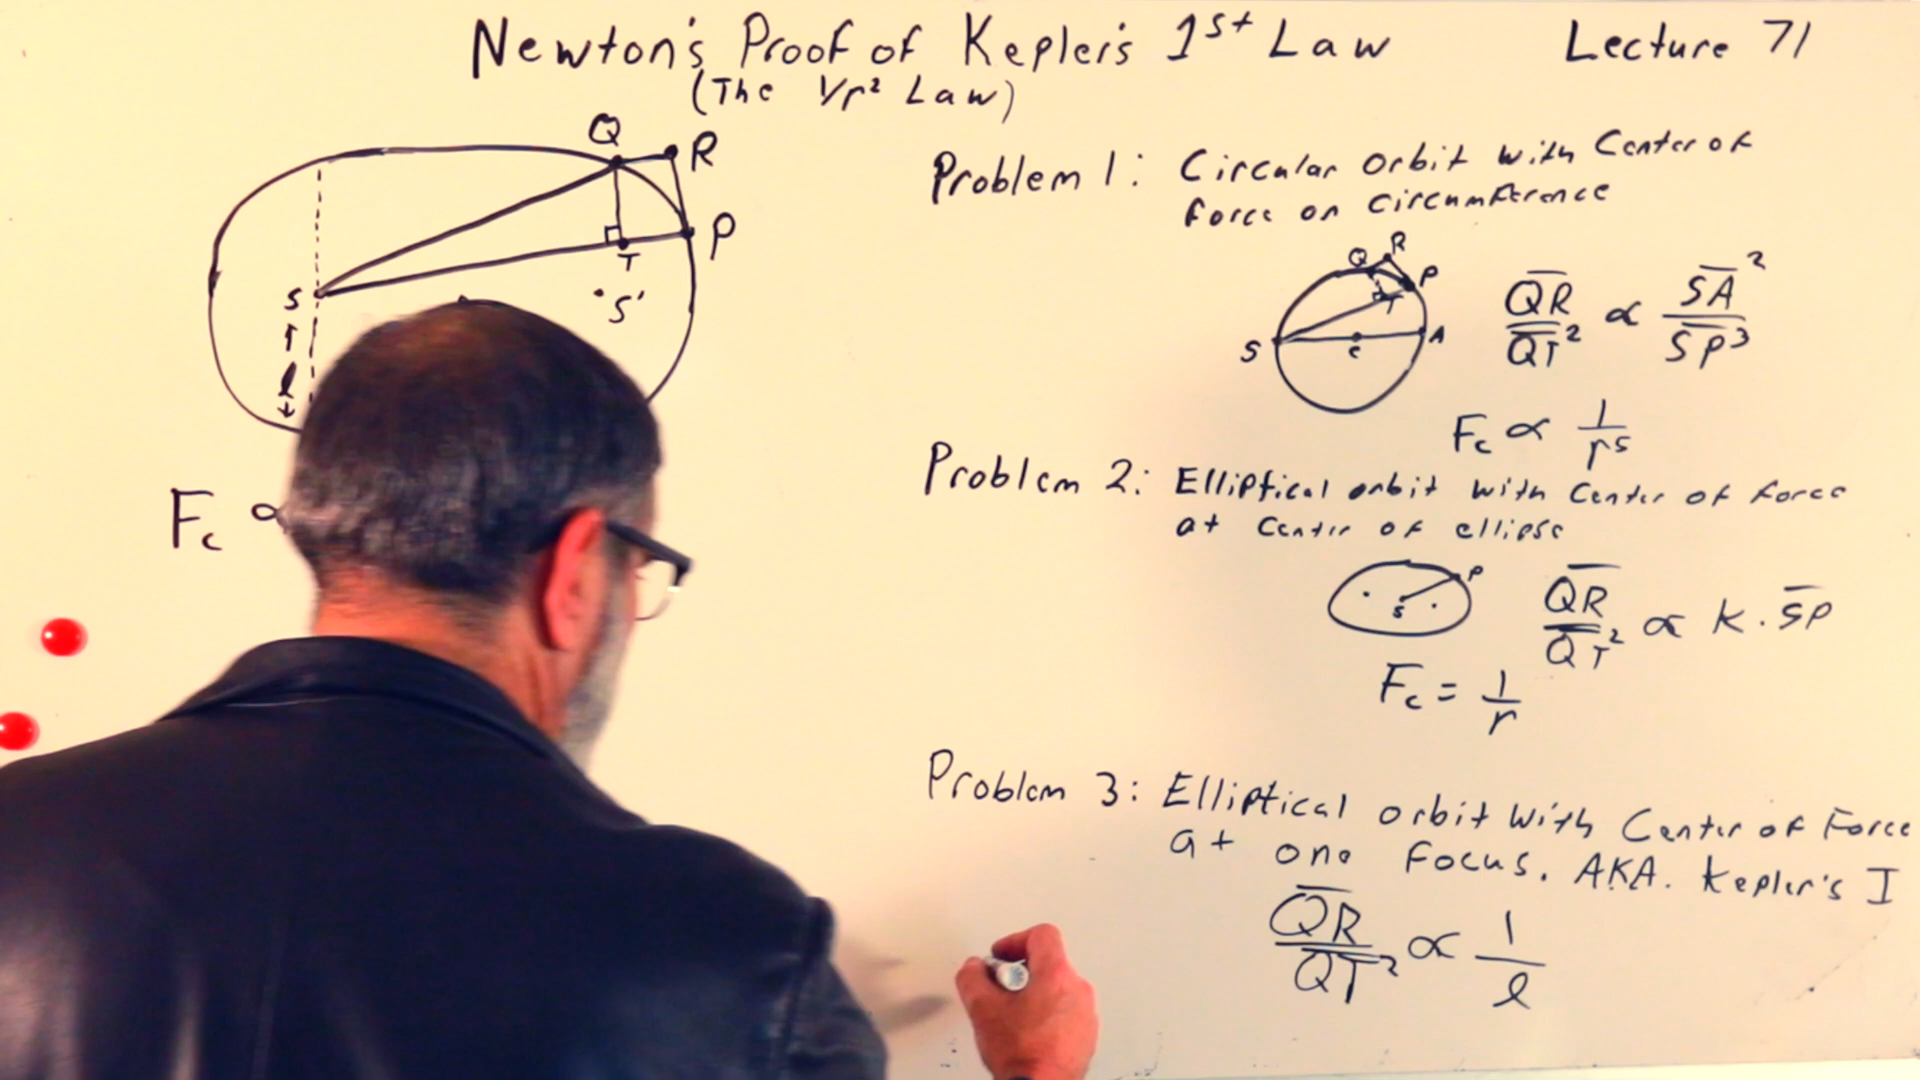 Newton's Proof of Kepler's 1st Law Lecture 71
(The 1/r² Law)
Q
R
P
T
S
S'
l
Fc ∝
Problem 1: Circular orbit with Center of
force on circumference
Q R P T S C A
QR / QT² ∝ SA² / SP³
Fc ∝ 1/r⁵
Problem 2: Elliptical orbit with Center of force
at Center of ellipse
P
S
QR / QT² ∝ K · SP
Fc = 1/r
Problem 3: Elliptical orbit with Center of Force
at one Focus. AKA. Kepler's I
QR / QT² ∝ 1/l